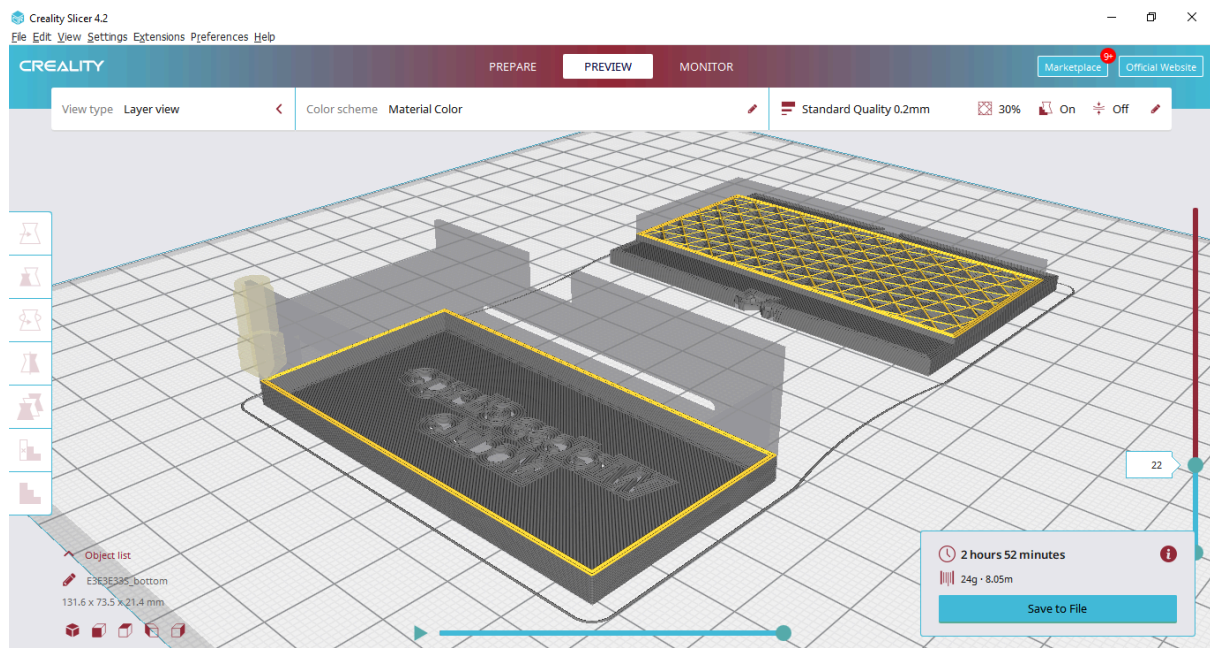 Creality Slicer 4.2
File Edit View Settings Extensions Preferences Help
CREALITY PREPARE PREVIEW MONITOR Marketplace 9+ Official Website
View type Layer view Color scheme Material Color Standard Quality 0.2mm 30% On Off
22
Object list
E3E3E33S_bottom
131.6 x 73.5 x 21.4 mm
2 hours 52 minutes
24g · 8.05m
Save to File